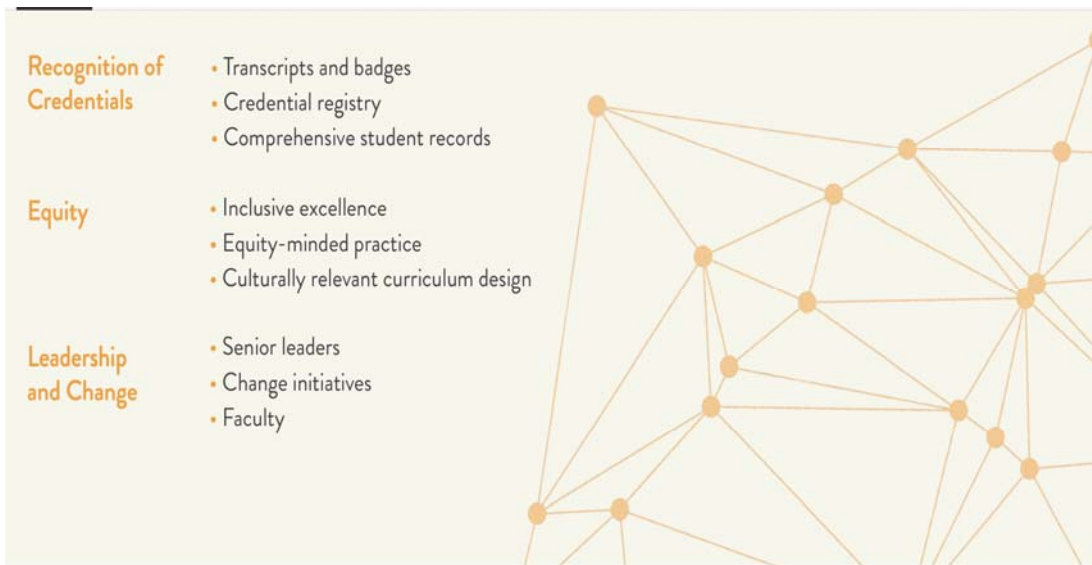 Recognition of
Credentials
• Transcripts and badges
• Credential registry
• Comprehensive student records
Equity
• Inclusive excellence
• Equity-minded practice
• Culturally relevant curriculum design
Leadership
and Change
• Senior leaders
• Change initiatives
• Faculty